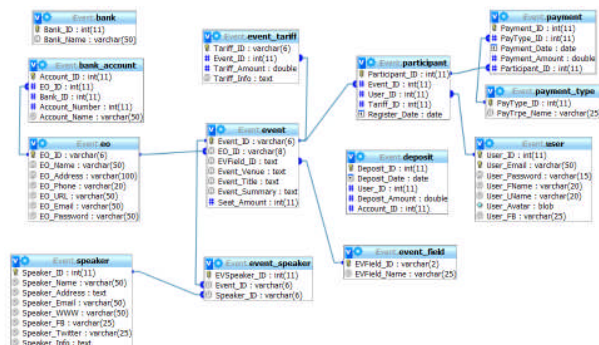 Event bank
Bank_ID : int(11)
Bank_Name : varchar(50)
Event bank_account
Account_ID : int(11)
EO_ID : int(11)
Bank_ID : int(11)
Account_Number : int(11)
Account_Name : varchar(50)
Event eo
EO_ID : varchar(6)
EO_Name : varchar(50)
EO_Address : varchar(100)
EO_Phone : varchar(20)
EO_URL : varchar(50)
EO_Email : varchar(50)
EO_Password : varchar(50)
Event speaker
Speaker_ID : int(11)
Speaker_Name : varchar(50)
Speaker_Address : text
Speaker_Email : varchar(50)
Speaker_WWW : varchar(50)
Speaker_FB : varchar(25)
Speaker_Twitter : varchar(25)
Speaker_Info : text
Event event_tariff
Tariff_ID : varchar(6)
Event_ID : int(11)
Tariff_Amount : double
Tariff_Info : text
Event event
Event_ID : varchar(6)
EO_ID : varchar(8)
EVField_ID : text
Event_Venue : text
Event_Title : text
Event_Summary : text
Seat_Amount : int(11)
Event event_speaker
EVSpeaker_ID : int(11)
Event_ID : varchar(6)
Speaker_ID : varchar(6)
Event participant
Participant_ID : int(11)
Event_ID : int(11)
User_ID : int(11)
Tariff_ID : int(11)
Register_Date : date
Event deposit
Deposit_ID : int(11)
Deposit_Date : date
User_ID : int(11)
Deposit_Amount : double
Account_ID : int(11)
Event event_field
EVField_ID : varchar(2)
EVField_Name : varchar(25)
Event payment
Payment_ID : int(11)
PayType_ID : int(11)
Payment_Date : date
Payment_Amount : double
Participant_ID : int(11)
Event payment_type
PayType_ID : int(11)
PayTrpe_Name : varchar(25
Event user
User_ID : int(11)
User_Email : varchar(50)
User_Password : varchar(15)
User_FName : varchar(20)
User_LName : varchar(20)
User_Avatar : blob
User_FB : varchar(25)